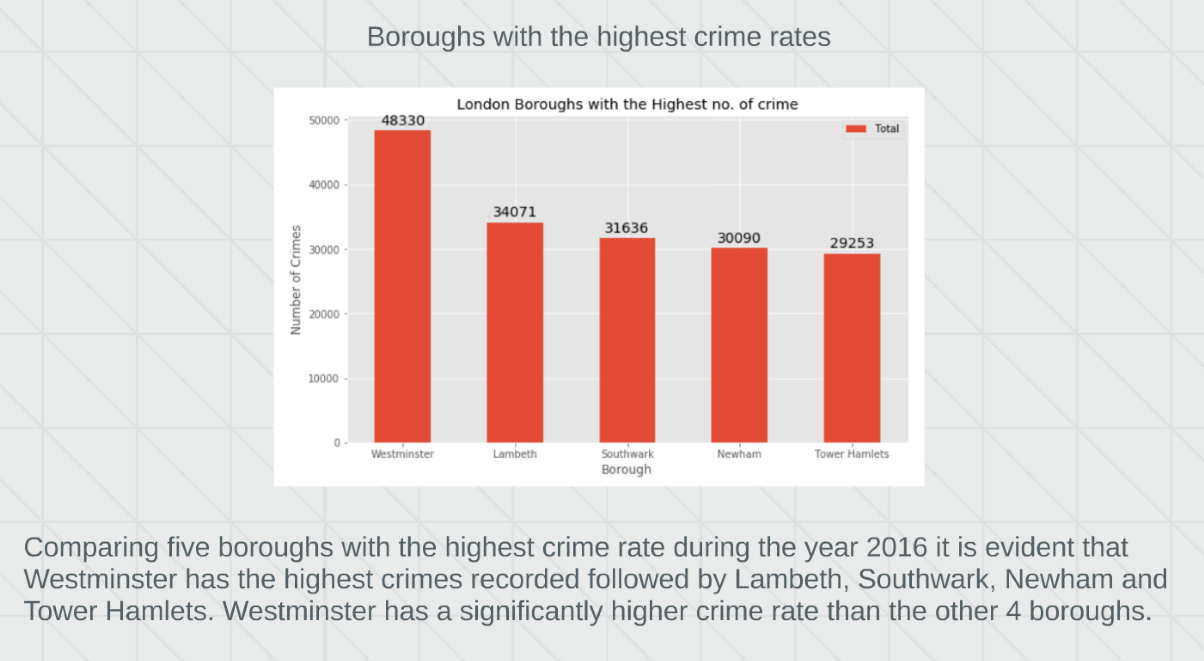 Boroughs with the highest crime rates
London Boroughs with the Highest no. of crime
Total
Number of Crimes
50000
40000
30000
20000
10000
0
48330
34071
31636
30090
29253
Westminster
Lambeth
Southwark
Newham
Tower Hamlets
Borough
Comparing five boroughs with the highest crime rate during the year 2016 it is evident that
Westminster has the highest crimes recorded followed by Lambeth, Southwark, Newham and
Tower Hamlets. Westminster has a significantly higher crime rate than the other 4 boroughs.